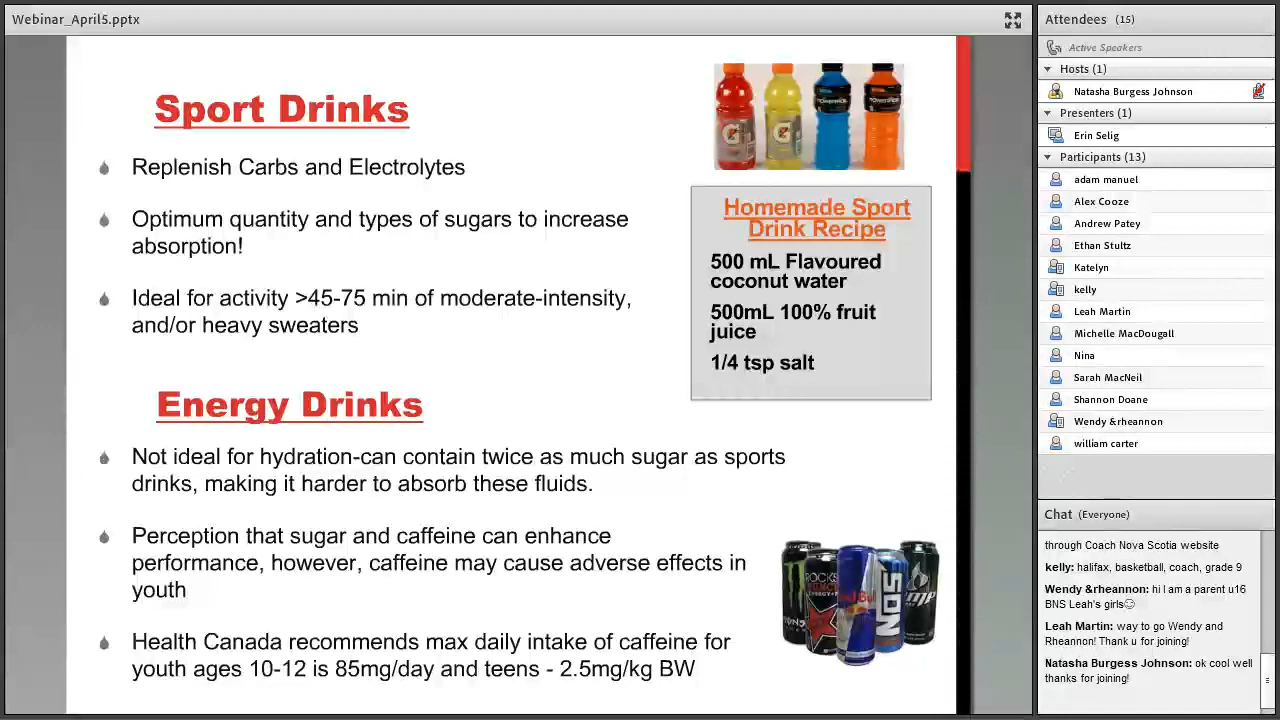 Webinar_April5.pptx
Sport Drinks
Replenish Carbs and Electrolytes
Optimum quantity and types of sugars to increase
absorption!
Ideal for activity >45-75 min of moderate-intensity,
and/or heavy sweaters
G
G
POWERADE
POWERADE
Homemade Sport
Drink Recipe
500 mL Flavoured
coconut water
500mL 100% fruit
juice
1/4 tsp salt
Energy Drinks
Not ideal for hydration-can contain twice as much sugar as sports
drinks, making it harder to absorb these fluids.
Perception that sugar and caffeine can enhance
performance, however, caffeine may cause adverse effects in
youth
Health Canada recommends max daily intake of caffeine for
youth ages 10-12 is 85mg/day and teens - 2.5mg/kg BW
Red Bull
NOS
Attendees (15)
Active Speakers
Hosts (1)
Natasha Burgess Johnson
Presenters (1)
Erin Selig
Participants (13)
adam manuel
Alex Cooze
Andrew Patey
Ethan Stultz
Katelyn
kelly
Leah Martin
Michelle MacDougall
Nina
Sarah MacNeil
Shannon Doane
Wendy &rheannon
william carter
Chat (Everyone)
through Coach Nova Scotia website
kelly: halifax, basketball, coach, grade 9
Wendy &rheannon: hi I am a parent u16
BNS Leah's girls☺
Leah Martin: way to go Wendy and
Rheannon! Thank u for joining!
Natasha Burgess Johnson: ok cool well
thanks for joining!